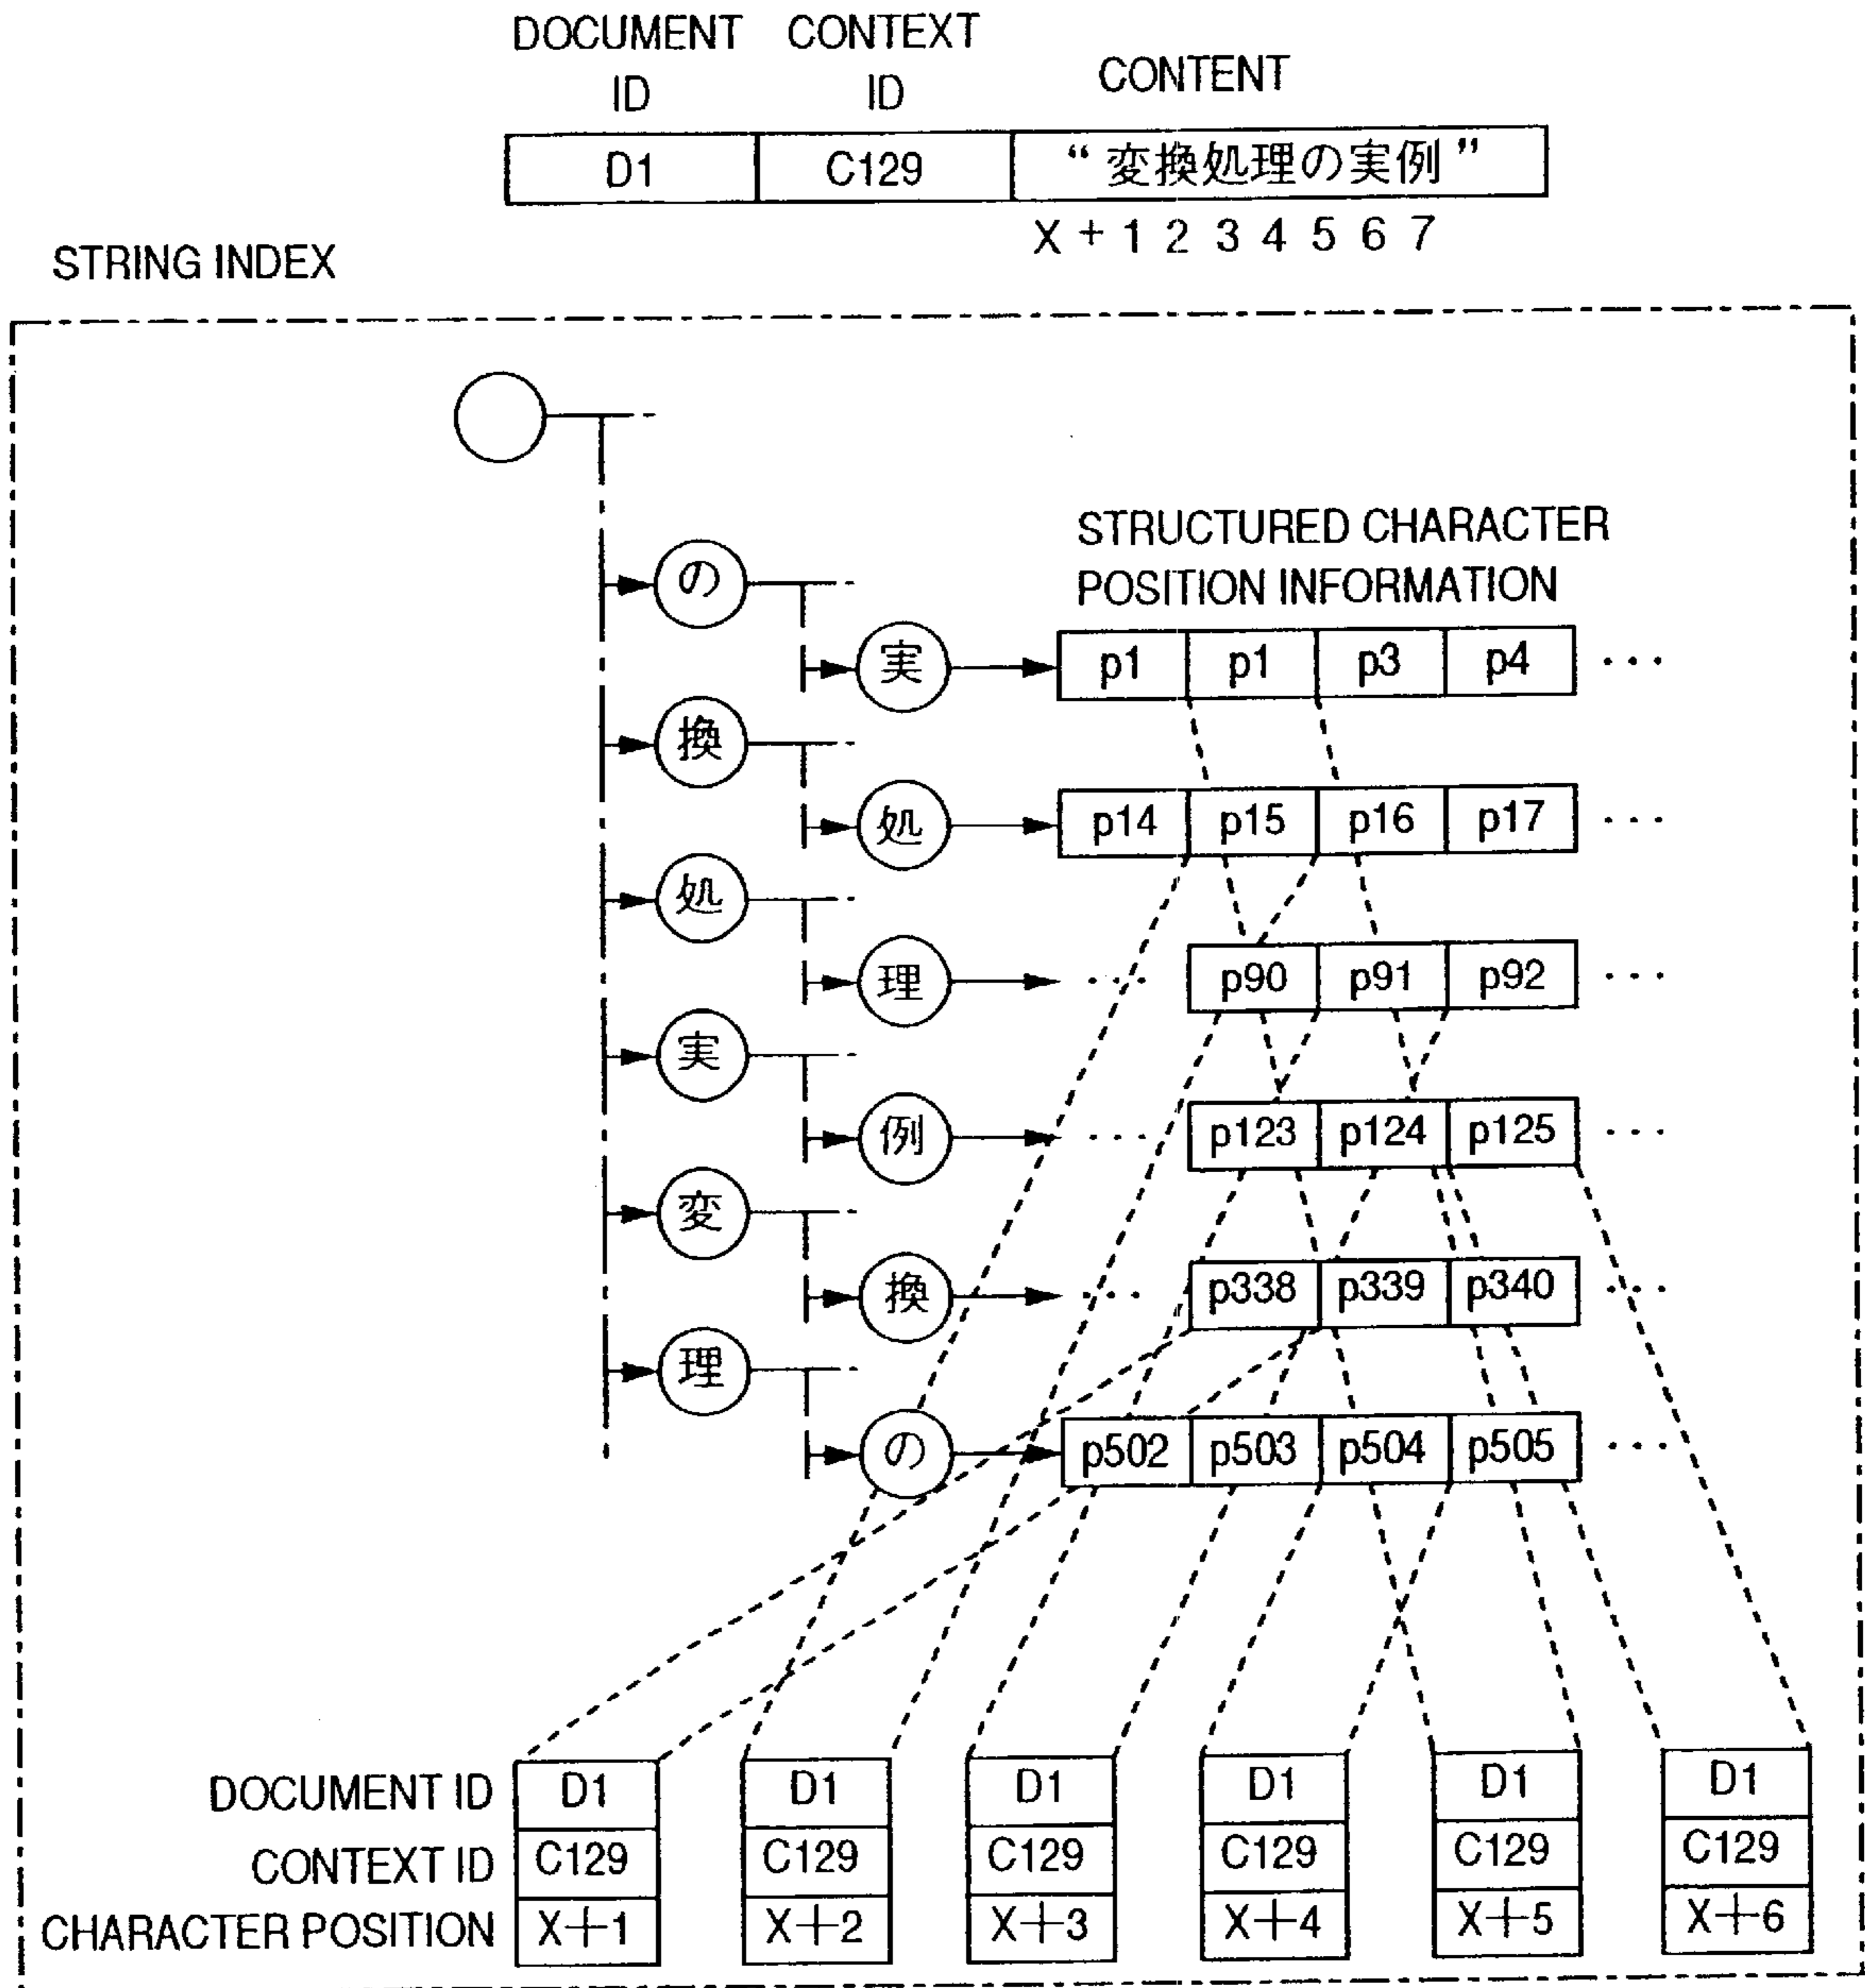 DOCUMENT CONTEXT
ID ID CONTENT
D1 C129 “変換処理の実例”
X + 1 2 3 4 5 6 7
STRING INDEX
STRUCTURED CHARACTER
POSITION INFORMATION
の
実 p1 p1 p3 p4 ...
換
処 p14 p15 p16 p17 ...
処
理 ... p90 p91 p92 ...
実
例 ... p123 p124 p125 ...
変
換 ... p338 p339 p340 ...
理
の p502 p503 p504 p505 ...
DOCUMENT ID D1 D1 D1 D1 D1 D1
CONTEXT ID C129 C129 C129 C129 C129 C129
CHARACTER POSITION X+1 X+2 X+3 X+4 X+5 X+6